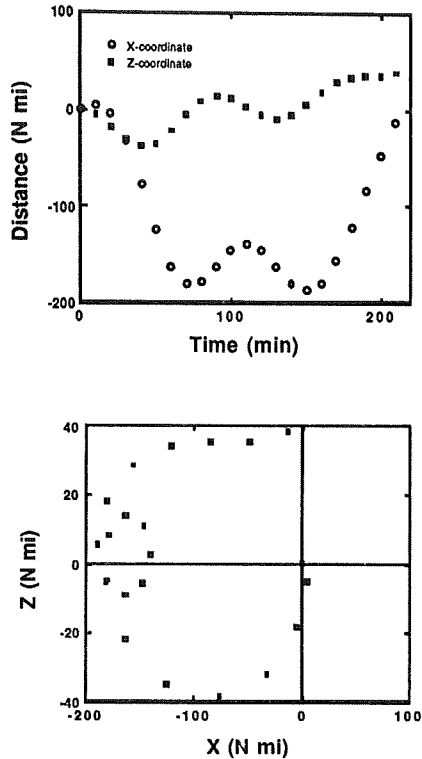 100
X-coordinate
Z-coordinate
0
Distance (N mi)
-100
-200
0
100
200
Time (min)
40
20
Z (N mi)
0
-20
-40
-200
-100
0
100
X (N mi)